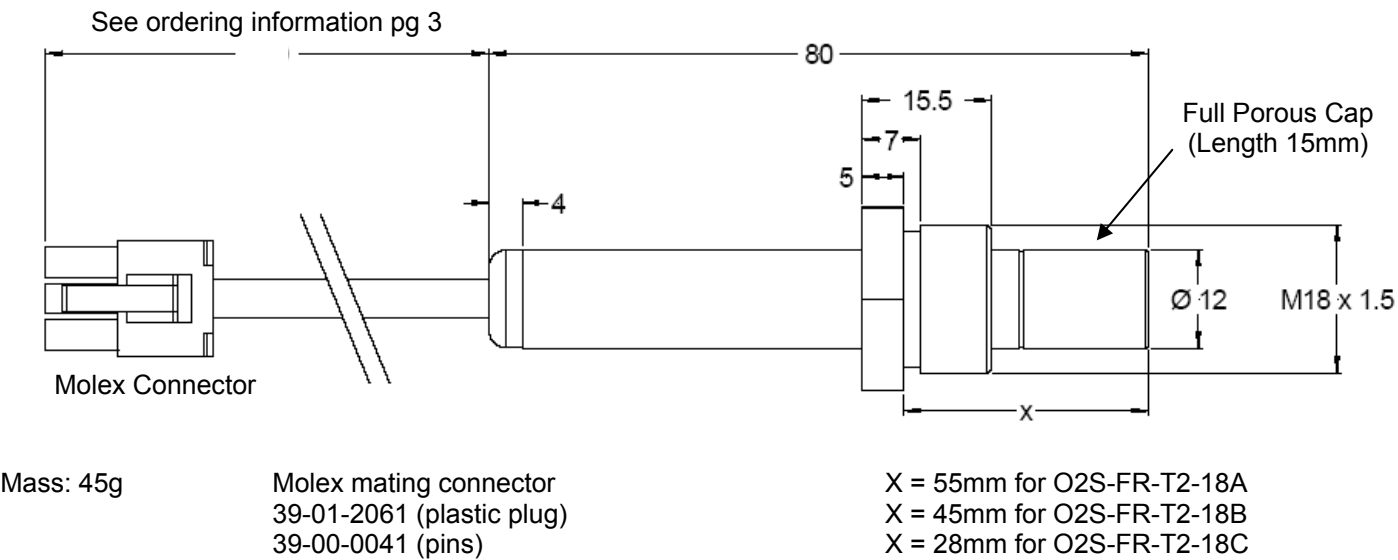 See ordering information pg 3
80
15.5
Full Porous Cap
(Length 15mm)
7
5
4
Ø 12
M18 x 1.5
Molex Connector
x
Mass: 45g
Molex mating connector
39-01-2061 (plastic plug)
39-00-0041 (pins)
X = 55mm for O2S-FR-T2-18A
X = 45mm for O2S-FR-T2-18B
X = 28mm for O2S-FR-T2-18C